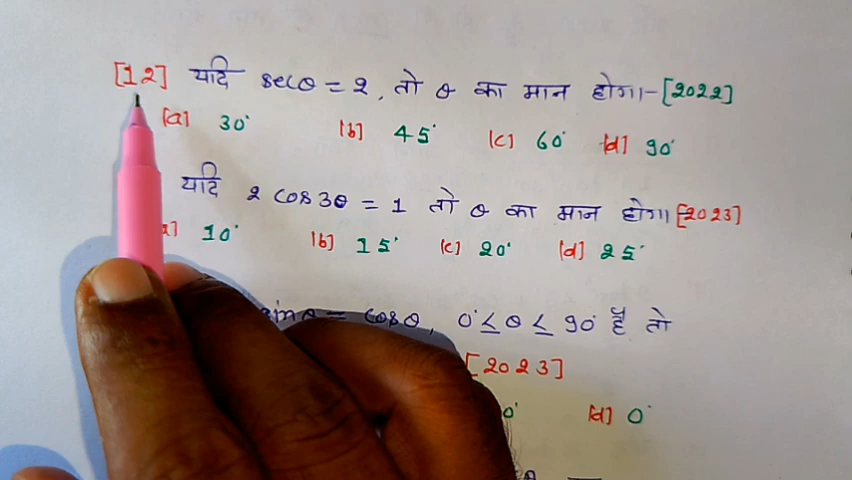 [12] यदि secθ = 2, तो θ का मान होगा- [2022]
[a] 30° [b] 45° [c] 60° [d] 90°
यदि 2 cos3θ = 1 तो θ का मान होगा [2023]
10° [b] 15° [c] 20° [d] 25°
sinθ = cosθ, 0° ≤ θ ≤ 90° है तो
[2023]
[d] 0°